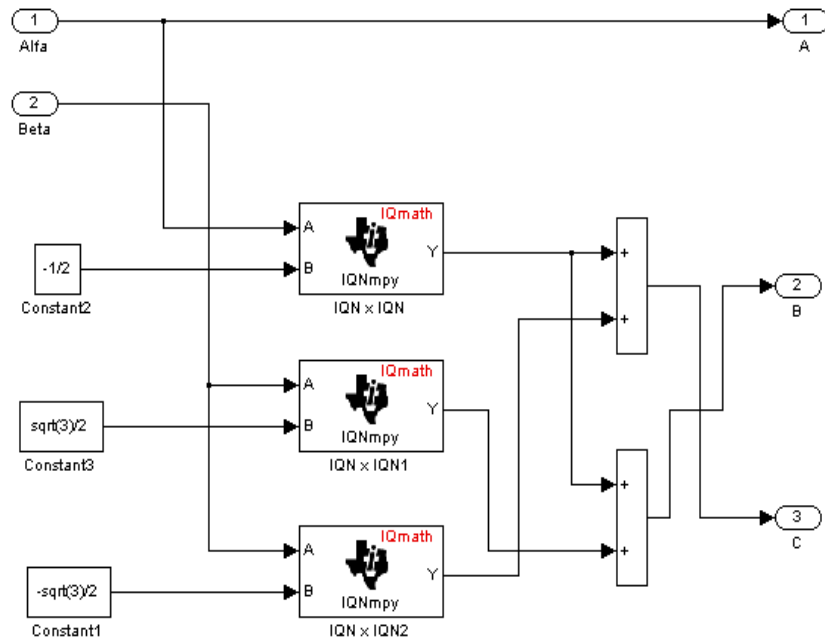 1
Alfa
1
A
2
Beta
IQmath
A
B
Y
IQNmpy
IQN x IQN
-1/2
Constant2
+
+
2
B
IQmath
A
B
Y
IQNmpy
IQN x IQN1
sqrt(3)/2
Constant3
+
+
3
C
IQmath
A
B
Y
IQNmpy
IQN x IQN2
-sqrt(3)/2
Constant1